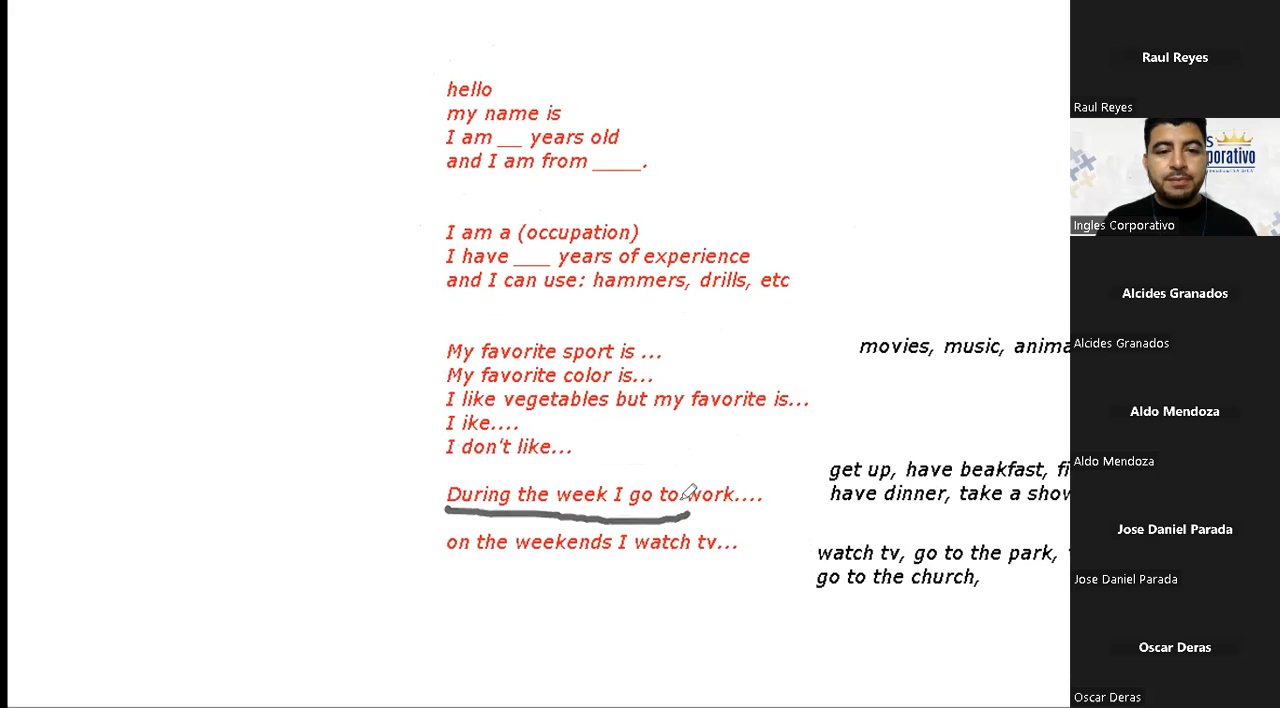 hello
my name is
I am __ years old
and I am from ____.
I am a (occupation)
I have ___ years of experience
and I can use: hammers, drills, etc
My favorite sport is ...
My favorite color is...
I like vegetables but my favorite is...
I ike....
I don't like...
During the week I go to work....
on the weekends I watch tv...
movies, music, anima
get up, have beakfast, fi
have dinner, take a show
watch tv, go to the park,
go to the church,
Raul Reyes
Raul Reyes
S
porativo
Ingles Corporativo
Alcides Granados
Alcides Granados
Aldo Mendoza
Aldo Mendoza
Jose Daniel Parada
Jose Daniel Parada
Oscar Deras
Oscar Deras